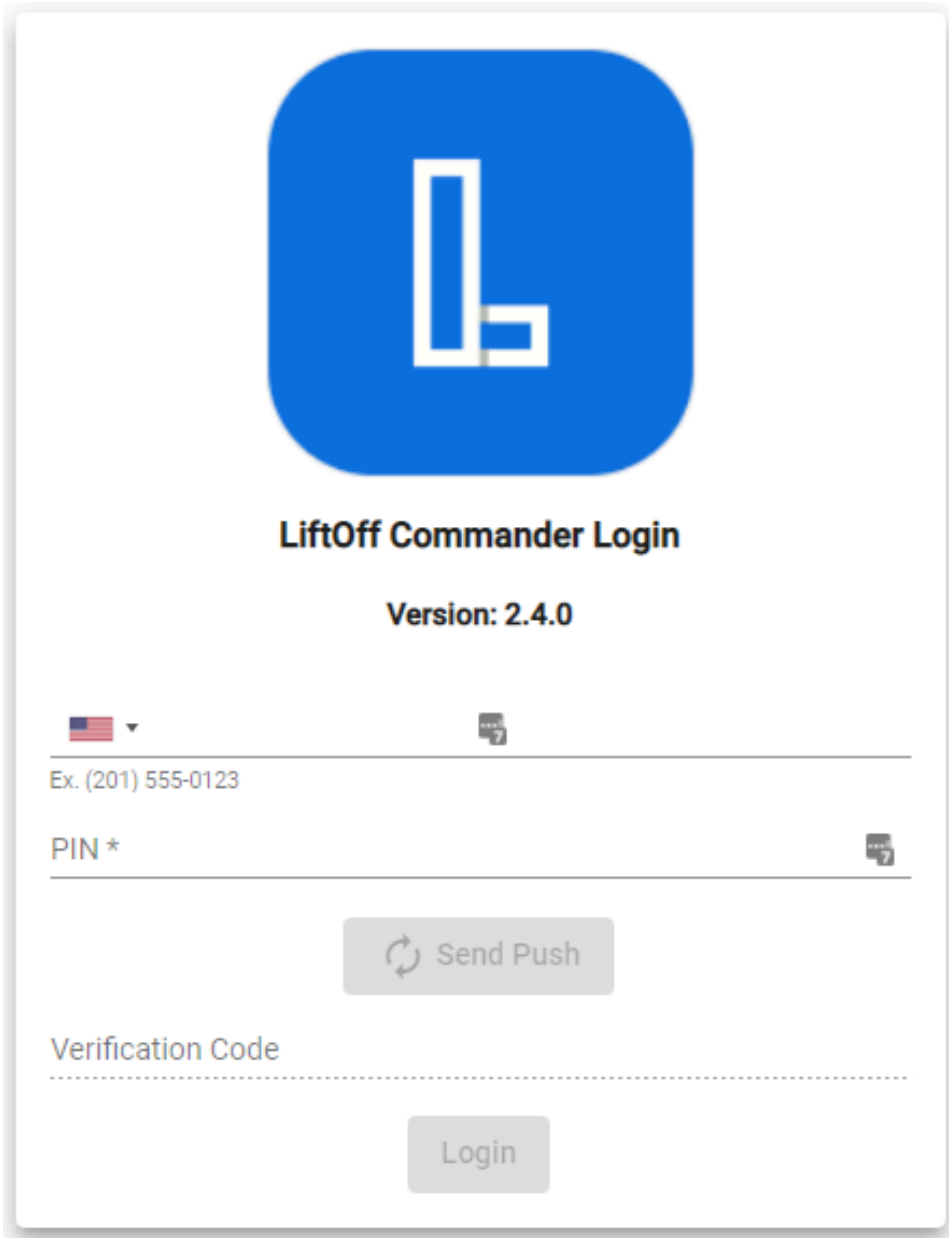 L
LiftOff Commander Login
Version: 2.4.0
Ex. (201) 555-0123
PIN *
Send Push
Verification Code
Login